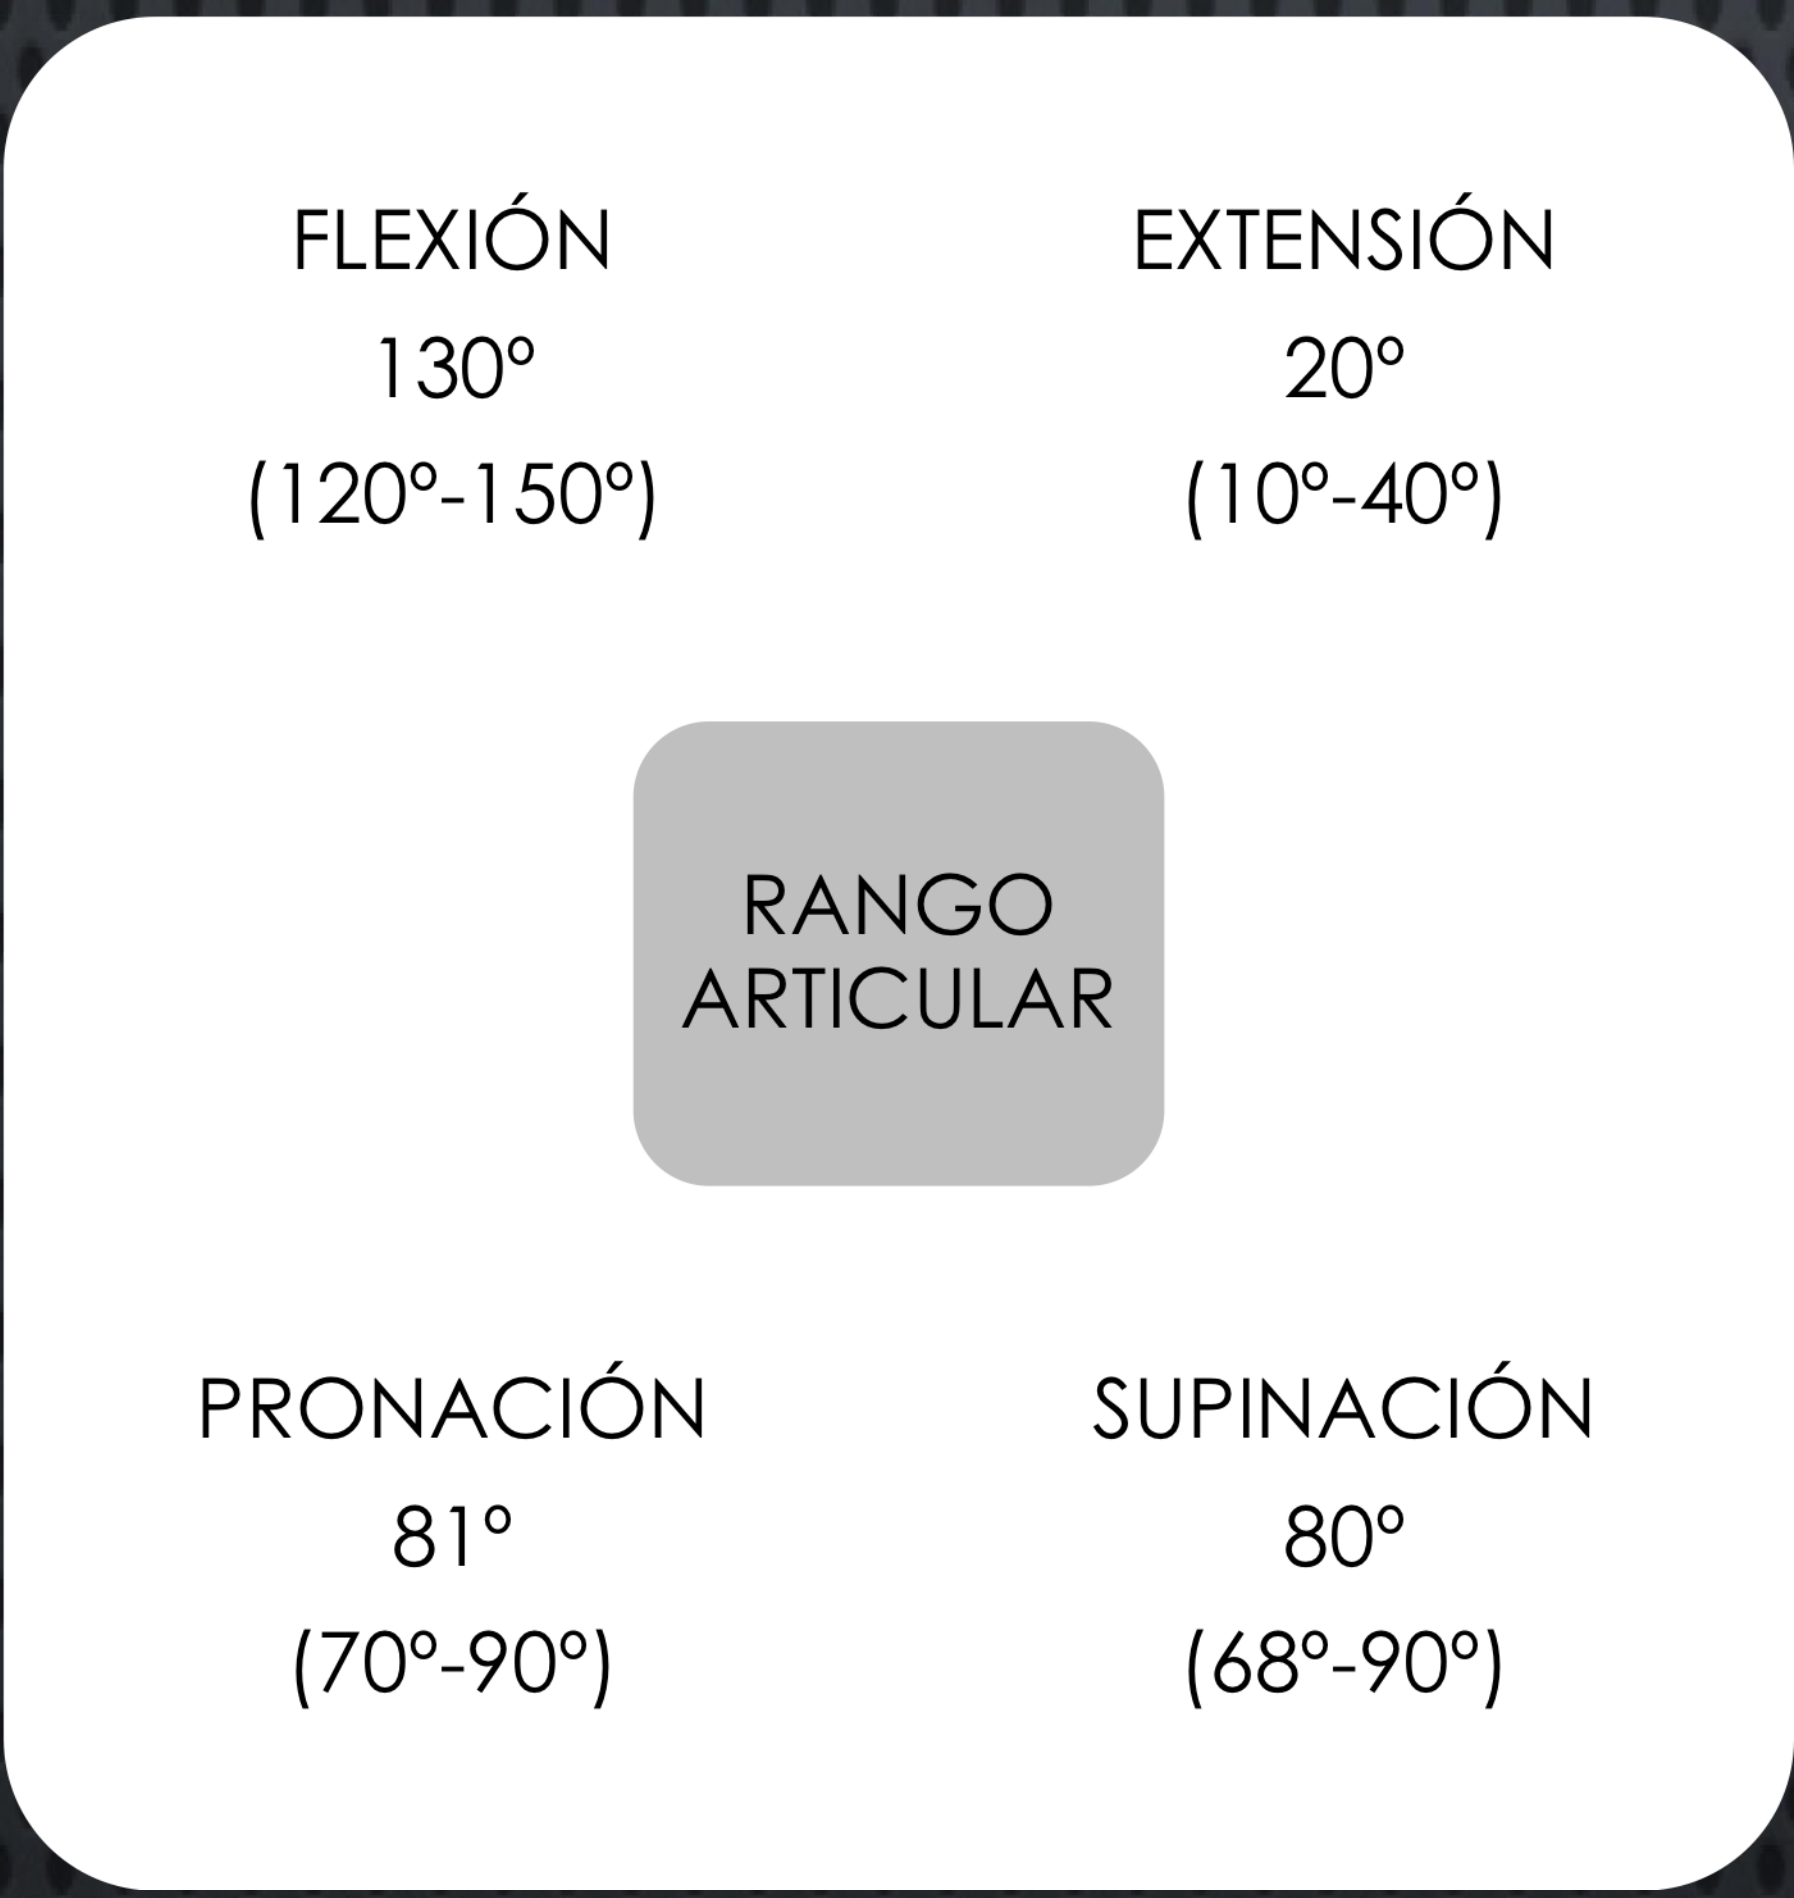 FLEXIÓN
130º
(120º-150º)
EXTENSIÓN
20º
(10º-40º)
RANGO
ARTICULAR
PRONACIÓN
81º
(70º-90º)
SUPINACIÓN
80º
(68º-90º)